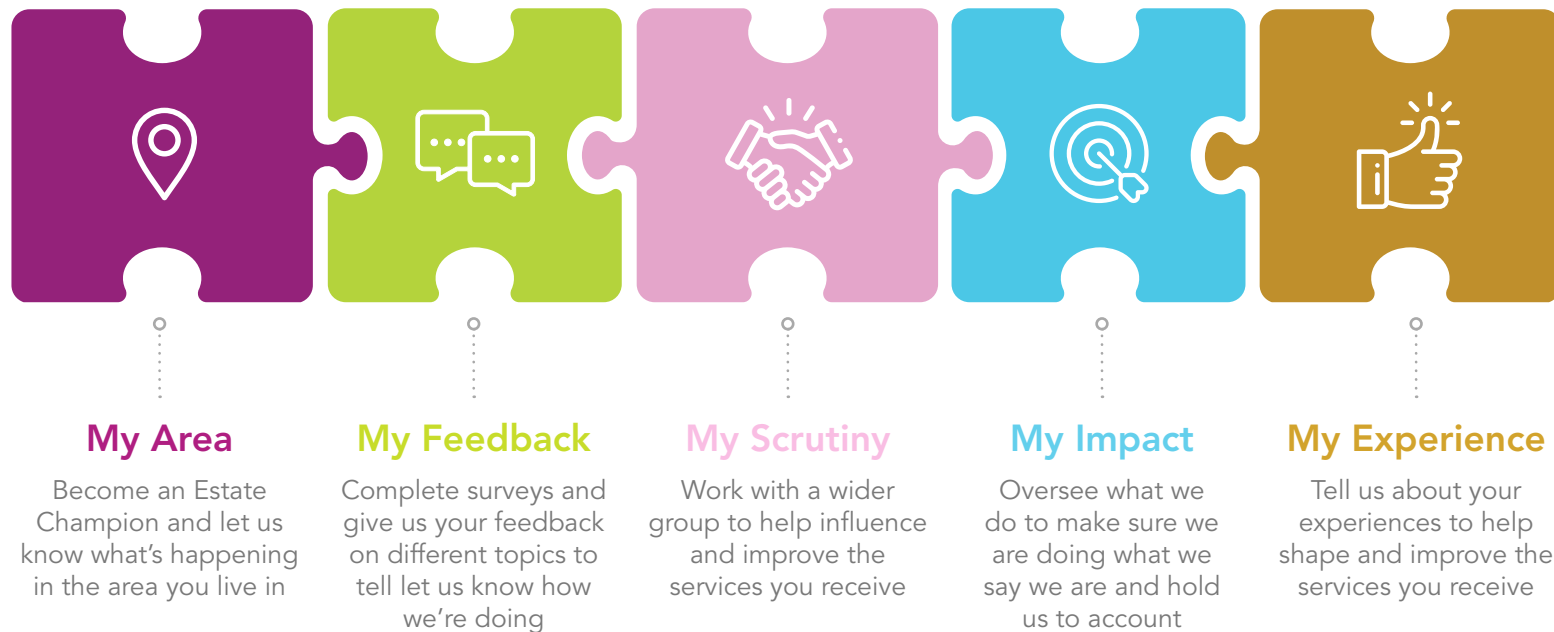 My Area
Become an Estate
Champion and let us
know what's happening
in the area you live in
My Feedback
Complete surveys and
give us your feedback
on different topics to
tell let us know how
we're doing
My Scrutiny
Work with a wider
group to help influence
and improve the
services you receive
My Impact
Oversee what we
do to make sure we
are doing what we
say we are and hold
us to account
My Experience
Tell us about your
experiences to help
shape and improve the
services you receive